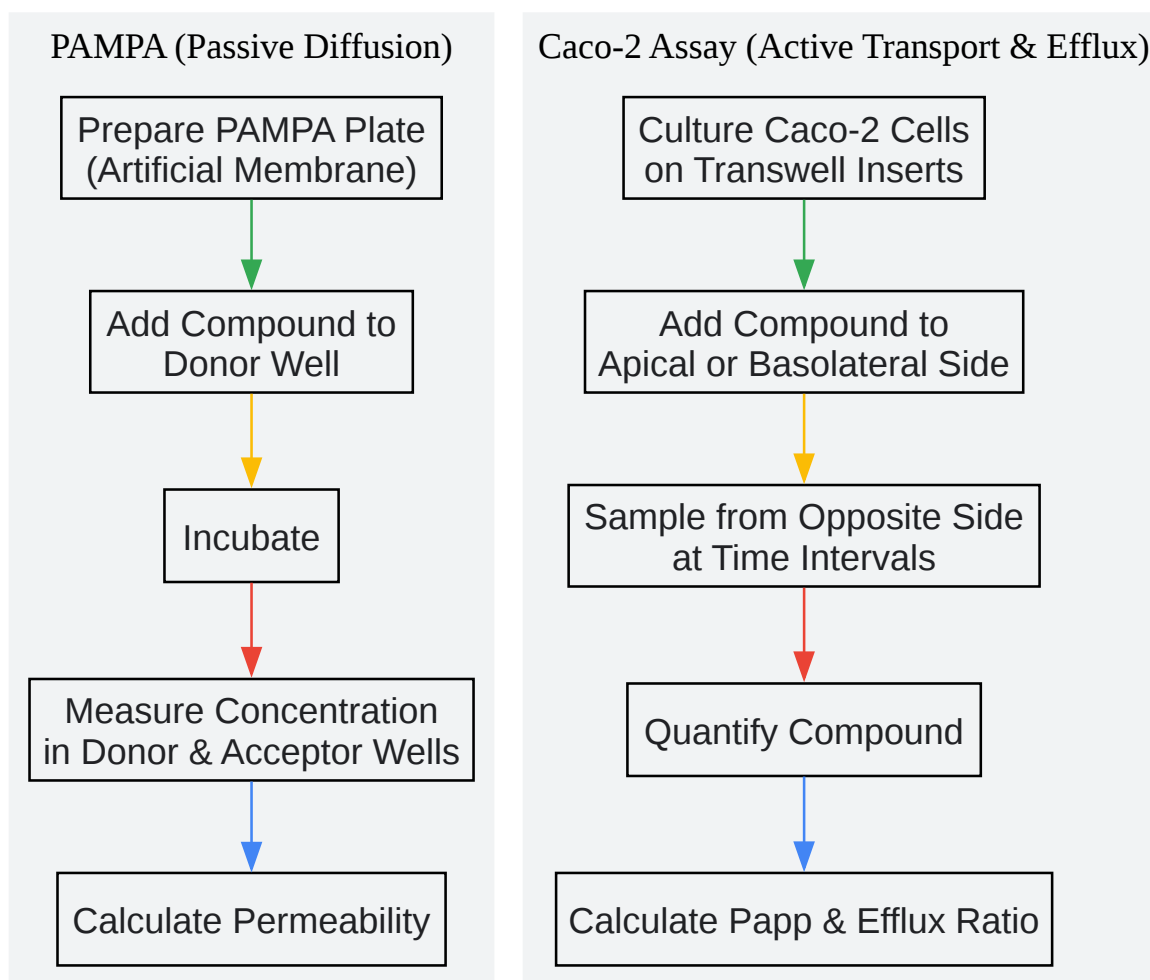 PAMPA (Passive Diffusion)
Prepare PAMPA Plate
(Artificial Membrane)
Add Compound to
Donor Well
Incubate
Measure Concentration
in Donor & Acceptor Wells
Calculate Permeability
Caco-2 Assay (Active Transport & Efflux)
Culture Caco-2 Cells
on Transwell Inserts
Add Compound to
Apical or Basolateral Side
Sample from Opposite Side
at Time Intervals
Quantify Compound
Calculate Papp & Efflux Ratio